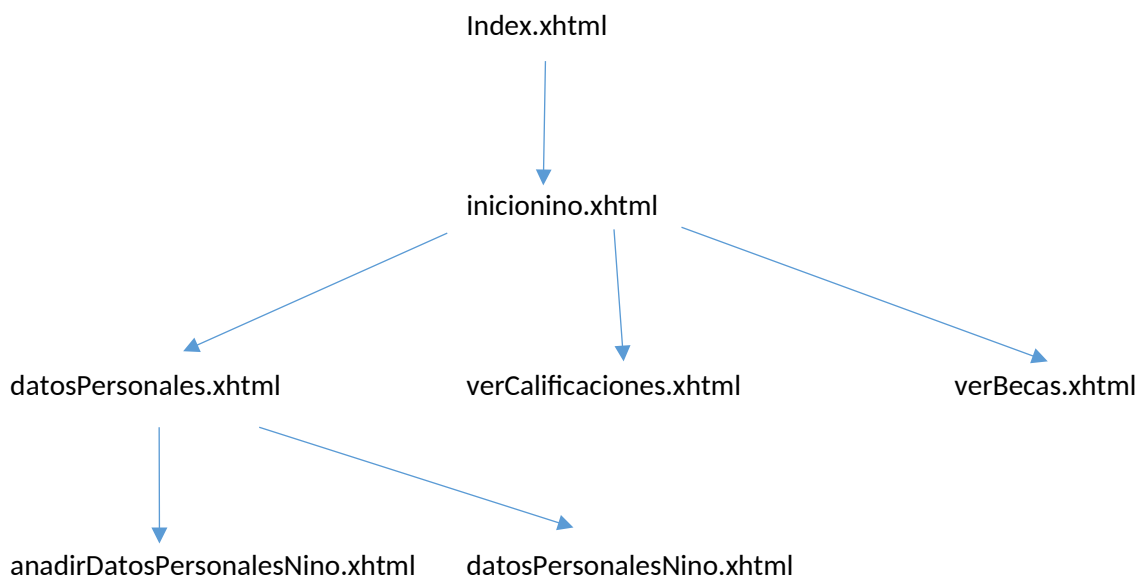 Index.xhtml
inicionino.xhtml
datosPersonales.xhtml verCalificaciones.xhtml verBecas.xhtml
anadirDatosPersonalesNino.xhtml datosPersonalesNino.xhtml